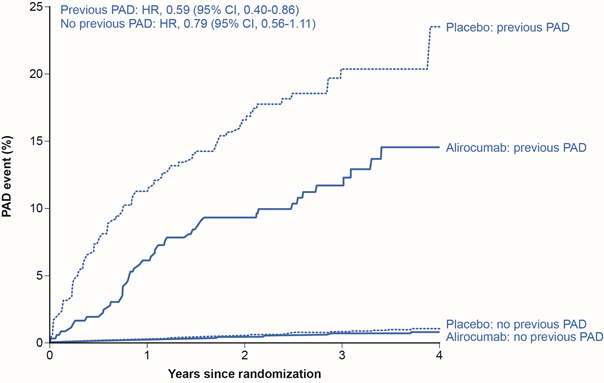 Previous PAD: HR, 0.59 (95% CI, 0.40-0.86)
No previous PAD: HR, 0.79 (95% CI, 0.56-1.11)
25
20
15
10
5
0
PAD event (%)
Placebo: previous PAD
Alirocumab: previous PAD
Placebo: no previous PAD
Alirocumab: no previous PAD
0
1
2
3
4
Years since randomization